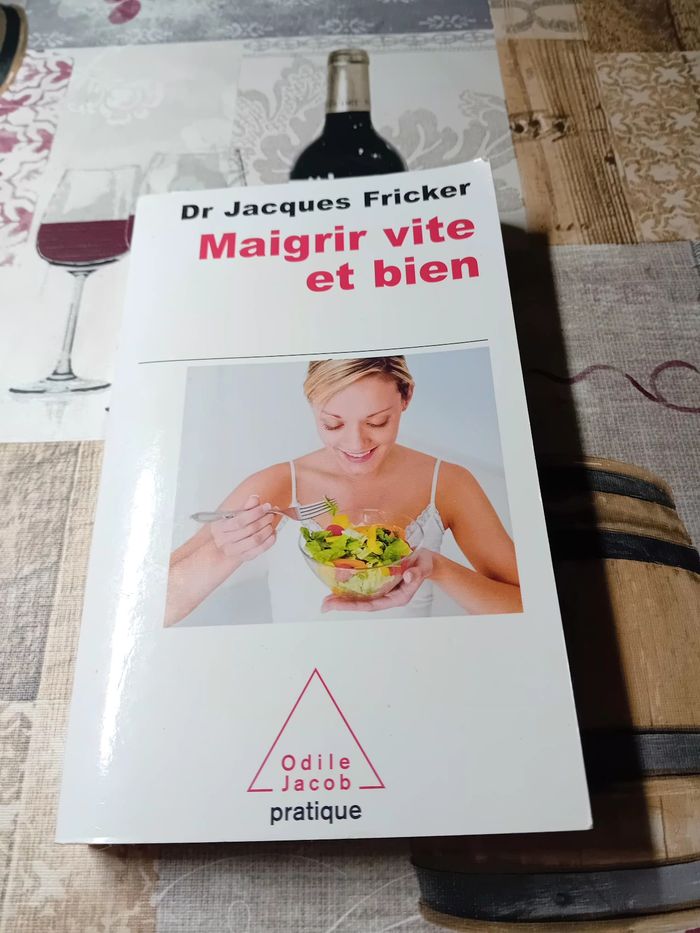 Dr Jacques Fricker
Maigrir vite
et bien
Odile
Jacob
pratique